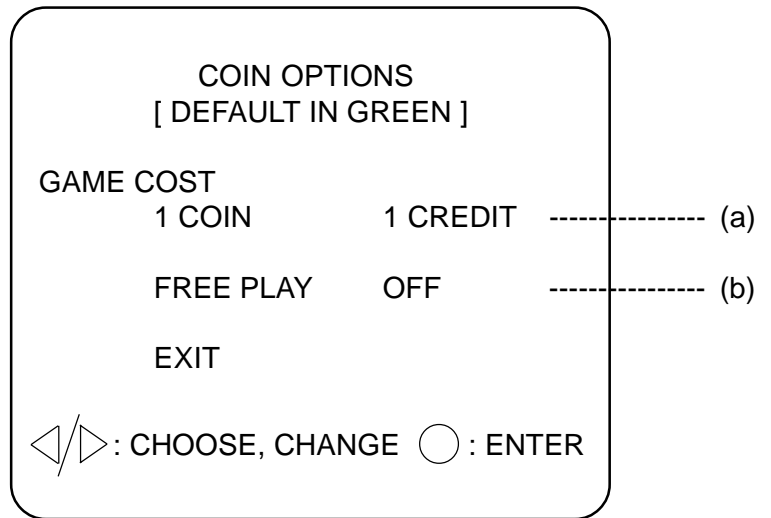 COIN OPTIONS
[ DEFAULT IN GREEN ]
GAME COST
1 COIN 1 CREDIT ---------------- (a)
FREE PLAY OFF ---------------- (b)
EXIT
◁/▷: CHOOSE, CHANGE ◯ : ENTER